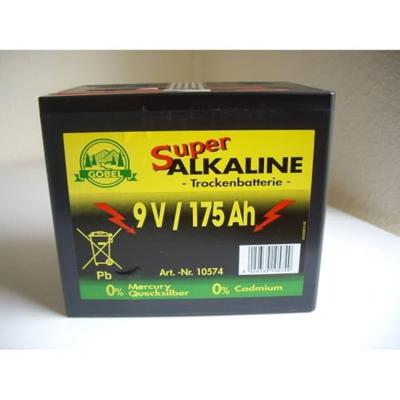 GÖBEL
Super
ALKALINE
- Trockenbatterie -
9 V / 175 Ah
Pb
Art. -Nr. 10574
0% Mercury
Quecksilber
0% Cadmium